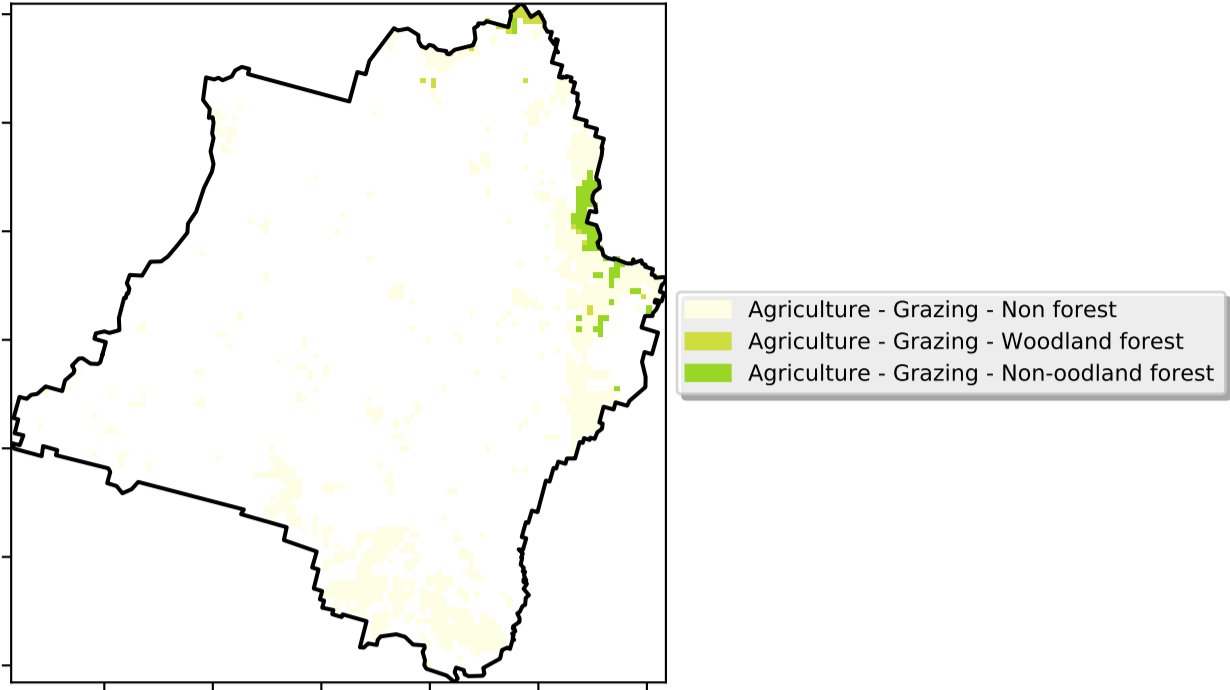 Agriculture - Grazing - Non forest
Agriculture - Grazing - Woodland forest
Agriculture - Grazing - Non-oodland forest